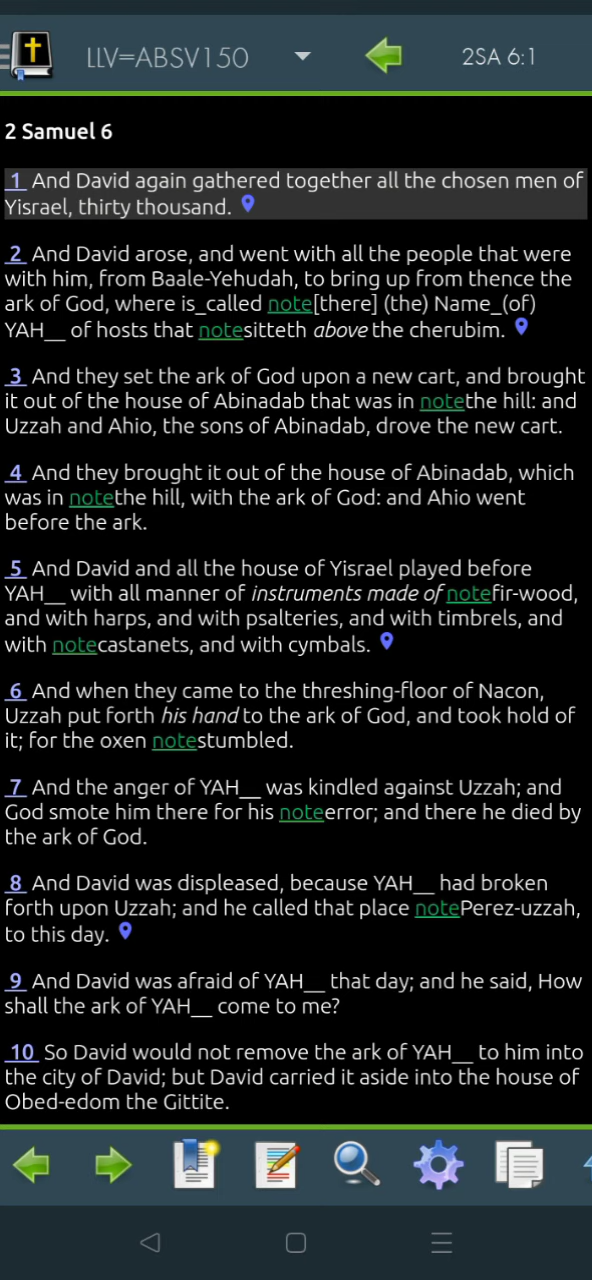 LLV=ABSV150
2SA 6:1
2 Samuel 6
1 And David again gathered together all the chosen men of
Yisrael, thirty thousand.
2 And David arose, and went with all the people that were
with him, from Baale-Yehudah, to bring up from thence the
ark of God, where is_called note[there] (the) Name_(of)
YAH__ of hosts that notesitteth above the cherubim.
3 And they set the ark of God upon a new cart, and brought
it out of the house of Abinadab that was in notethe hill: and
Uzzah and Ahio, the sons of Abinadab, drove the new cart.
4 And they brought it out of the house of Abinadab, which
was in notethe hill, with the ark of God: and Ahio went
before the ark.
5 And David and all the house of Yisrael played before
YAH__ with all manner of instruments made of notefir-wood,
and with harps, and with psalteries, and with timbrels, and
with notecastanets, and with cymbals.
6 And when they came to the threshing-floor of Nacon,
Uzzah put forth his hand to the ark of God, and took hold of
it; for the oxen notestumbled.
7 And the anger of YAH__ was kindled against Uzzah; and
God smote him there for his noteerror; and there he died by
the ark of God.
8 And David was displeased, because YAH__ had broken
forth upon Uzzah; and he called that place notePerez-uzzah,
to this day.
9 And David was afraid of YAH__ that day; and he said, How
shall the ark of YAH__ come to me?
10 So David would not remove the ark of YAH__ to him into
the city of David; but David carried it aside into the house of
Obed-edom the Gittite.